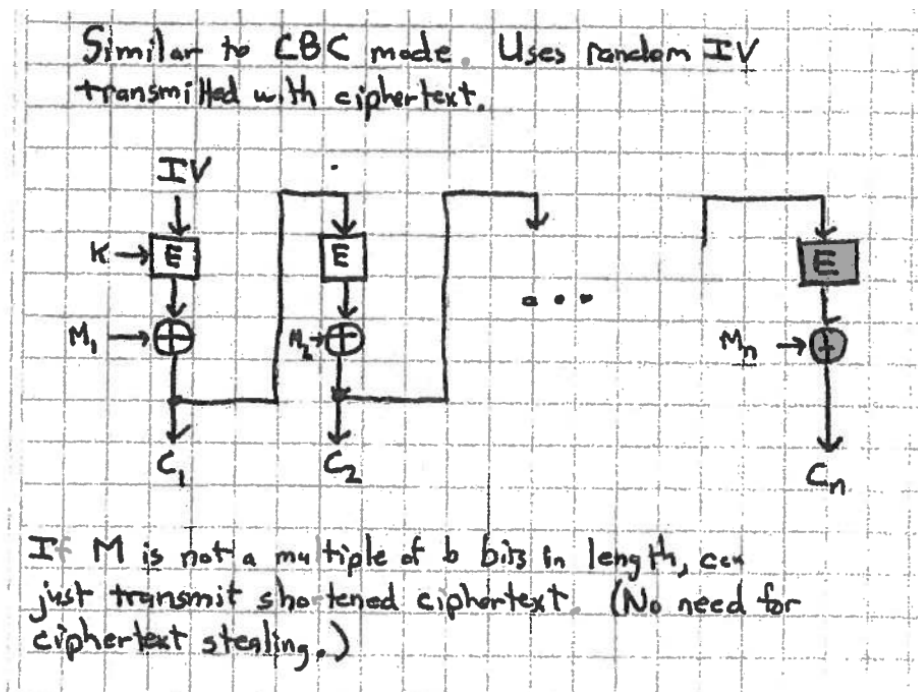 Similar to CBC mode. Uses random IV
transmitted with ciphertext.
IV
K E E E
M₁ M₂ Mₙ
C₁ C₂ Cₙ
If M is not a multiple of b bits in length, can
just transmit shortened ciphertext. (No need for
ciphertext stealing.)